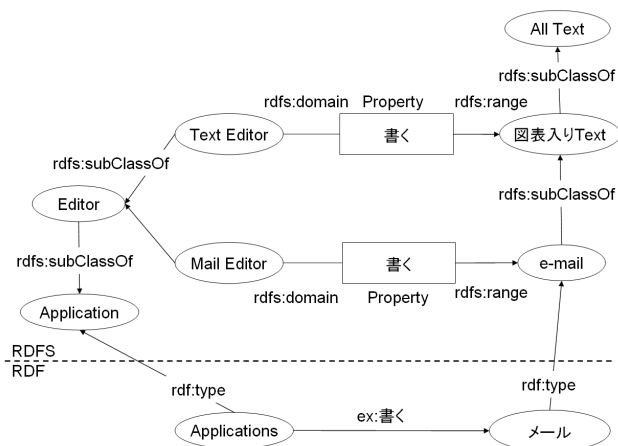 All Text
rdfs:subClassOf
rdfs:domain Property rdfs:range
Text Editor 書く 図表入りText
rdfs:subClassOf
rdfs:subClassOf
Editor
rdfs:subClassOf
Mail Editor 書く e-mail
rdfs:domain Property rdfs:range
Application
RDFS
RDF
rdf:type rdf:type
ex:書く
Applications メール